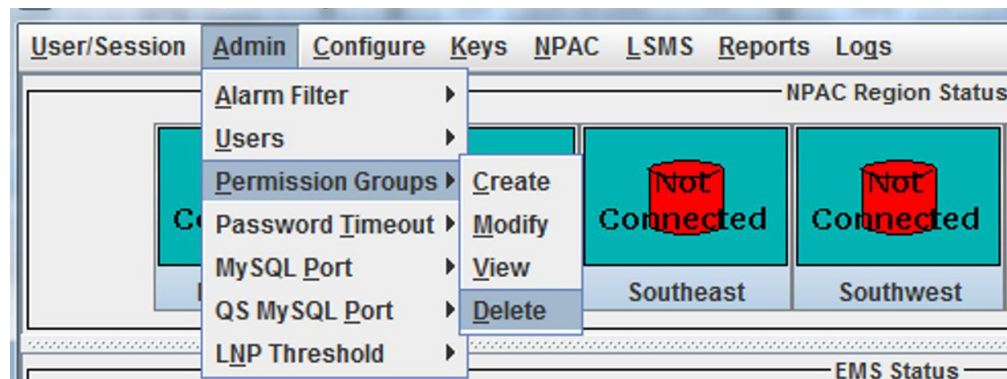 User/Session Admin Configure Keys NPAC LSMS Reports Logs
NPAC Region Status
Alarm Filter
Users
Permission Groups
Password Timeout
MySQL Port
QS MySQL Port
LNP Threshold
Create
Modify
View
Delete
Not
Connected
Southeast
Not
Connected
Southwest
EMS Status